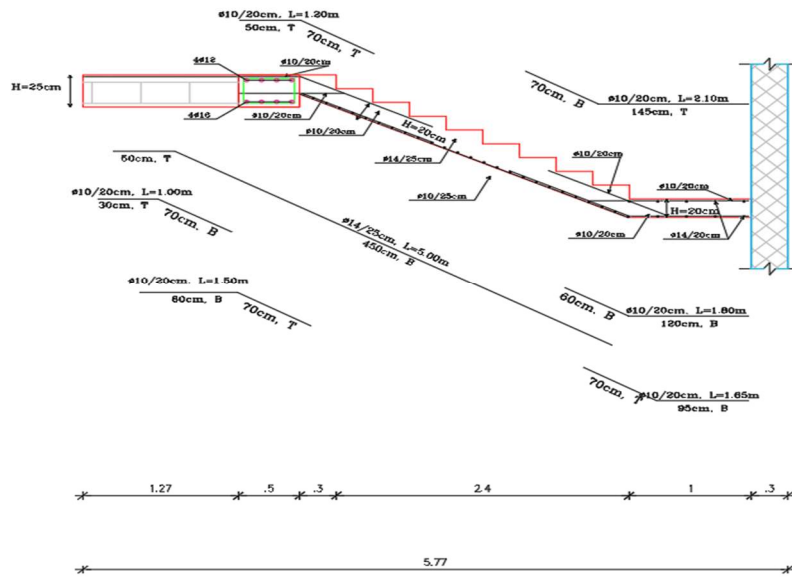 ø10/20cm, L=1.20m
50cm, T
70cm, T
4ø12
ø10/20cm
H=25cm
70cm. B
ø10/20cm, L=2.10m
145cm, T
4ø16
ø10/20cm
ø10/20cm
H=20cm
ø14/25cm
ø10/20cm
50cm, T
ø10/20cm, L=1.00m
30cm, T
70cm. B
ø10/25cm
ø10/20cm
H=20cm
ø10/20cm
ø14/20cm
ø14/25cm, L=5.00m
450cm, B
ø10/20cm. L=1.50m
60cm, B
70cm, T
60cm. B
ø10/20cm. L=1.80m
120cm, B
70cm, T
ø10/20cm, L=1.65m
95cm, B
1.27 .5 .3 2.4 1 .3
5.77